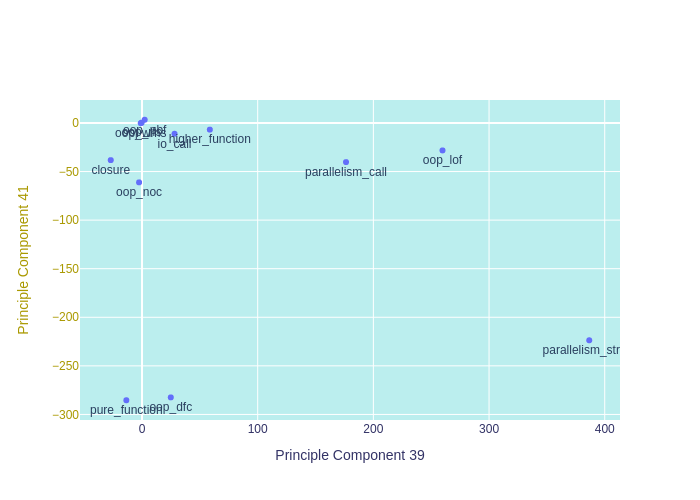 0
−50
−100
−150
−200
−250
−300
0
100
200
300
400
Principle Component 39
Principle Component 41
io_call
higher_function
closure
oop_noc
parallelism_call
oop_lof
parallelism_str
pure_function
oop_dfc